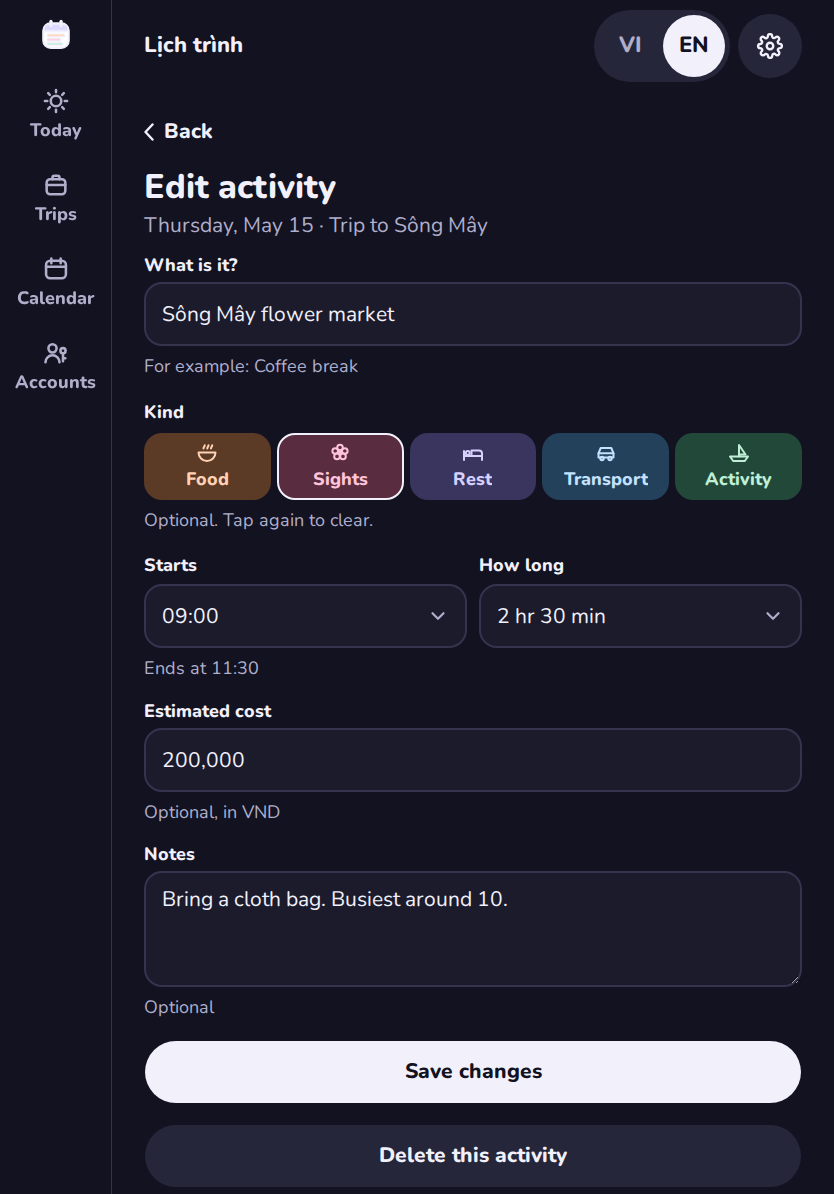 Lịch trình
VI
EN
Today
Trips
Calendar
Accounts
Back
Edit activity
Thursday, May 15 · Trip to Sông Mây
What is it?
Sông Mây flower market
For example: Coffee break
Kind
Food
Sights
Rest
Transport
Activity
Optional. Tap again to clear.
Starts
How long
09:00
2 hr 30 min
Ends at 11:30
Estimated cost
200,000
Optional, in VND
Notes
Bring a cloth bag. Busiest around 10.
Optional
Save changes
Delete this activity